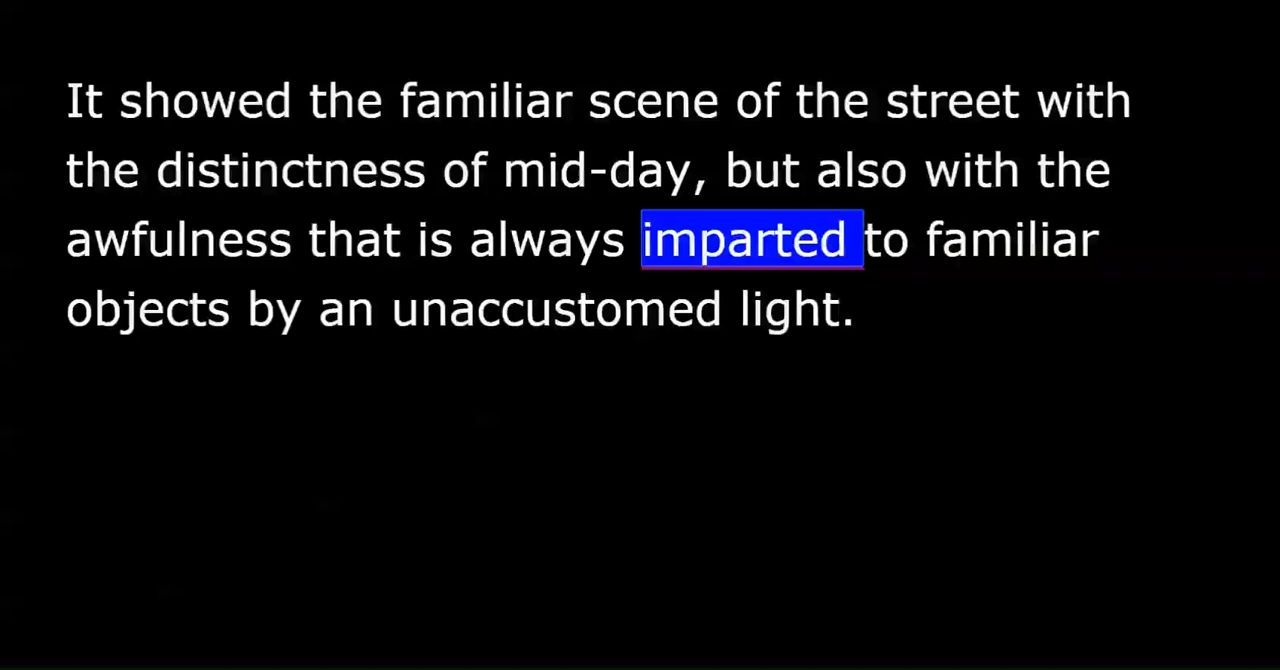 It showed the familiar scene of the street with
the distinctness of mid-day, but also with the
awfulness that is always imparted to familiar
objects by an unaccustomed light.